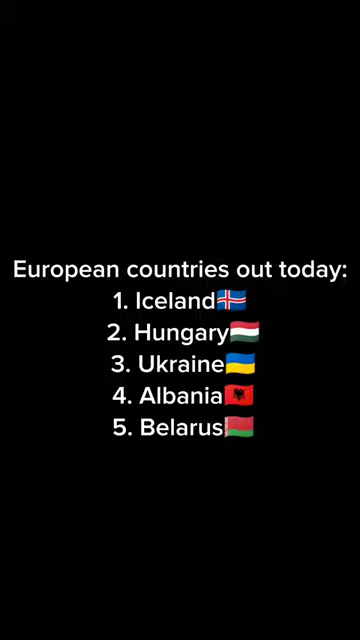 European countries out today:
1. Iceland🇮🇸
2. Hungary🇭🇺
3. Ukraine🇺🇦
4. Albania🇦🇱
5. Belarus🇧🇾